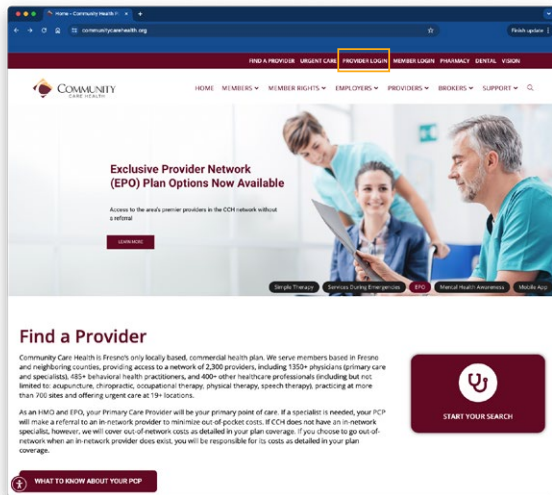 Home - Community Health H
communitycarehealth.org
Finish update
FIND A PROVIDER URGENT CARE PROVIDER LOGIN MEMBER LOGIN PHARMACY DENTAL VISION
COMMUNITY
CARE HEALTH
HOME MEMBERS MEMBER RIGHTS EMPLOYERS PROVIDERS BROKERS SUPPORT
Exclusive Provider Network
(EPO) Plan Options Now Available
Access to the area's premier providers in the CCH network without
a referral
LEARN MORE
Simple Therapy Services During Emergencies EPO Mental Health Awareness Mobile App
Find a Provider
Community Care Health is Fresno's only locally based, commercial health plan. We serve members based in Fresno
and neighboring counties, providing access to a network of 2,300 providers, including 1350+ physicians (primary care
and specialists), 485+ behavioral health practitioners, and 400+ other healthcare professionals (including but not
limited to: acupuncture, chiropractic, occupational therapy, physical therapy, speech therapy), practicing at more
than 700 sites and offering urgent care at 19+ locations.
As an HMO and EPO, your Primary Care Provider will be your primary point of care. If a specialist is needed, your PCP
will make a referral to an in-network provider to minimize out-of-pocket costs. If CCH does not have an in-network
specialist, however, we will cover out-of-network costs as detailed in your plan coverage. If you choose to go out-of-
network when an in-network provider does exist, you will be responsible for its costs as detailed in your plan
coverage.
START YOUR SEARCH
WHAT TO KNOW ABOUT YOUR PCP